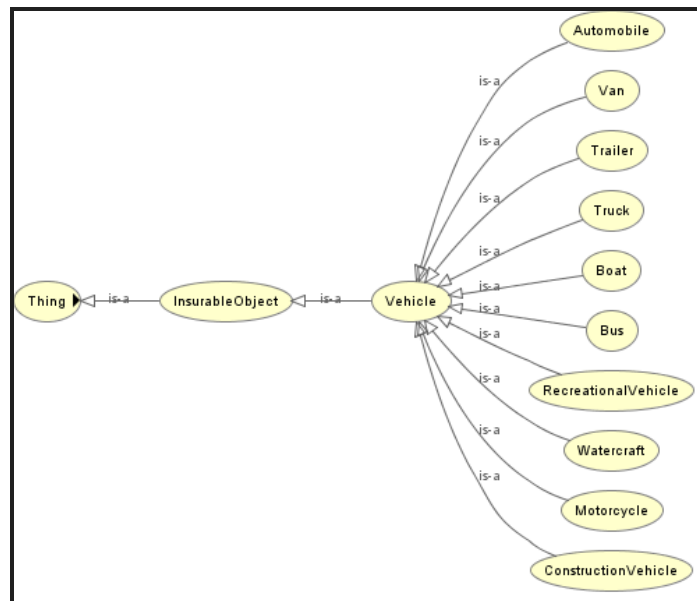 Automobile
is-a
Van
is-a
Trailer
is-a
Truck
is-a
Boat
is-a
Thing is-a InsurableObject is-a Vehicle
is-a
Bus
is-a
RecreationalVehicle
is-a
Watercraft
is-a
Motorcycle
is-a
ConstructionVehicle